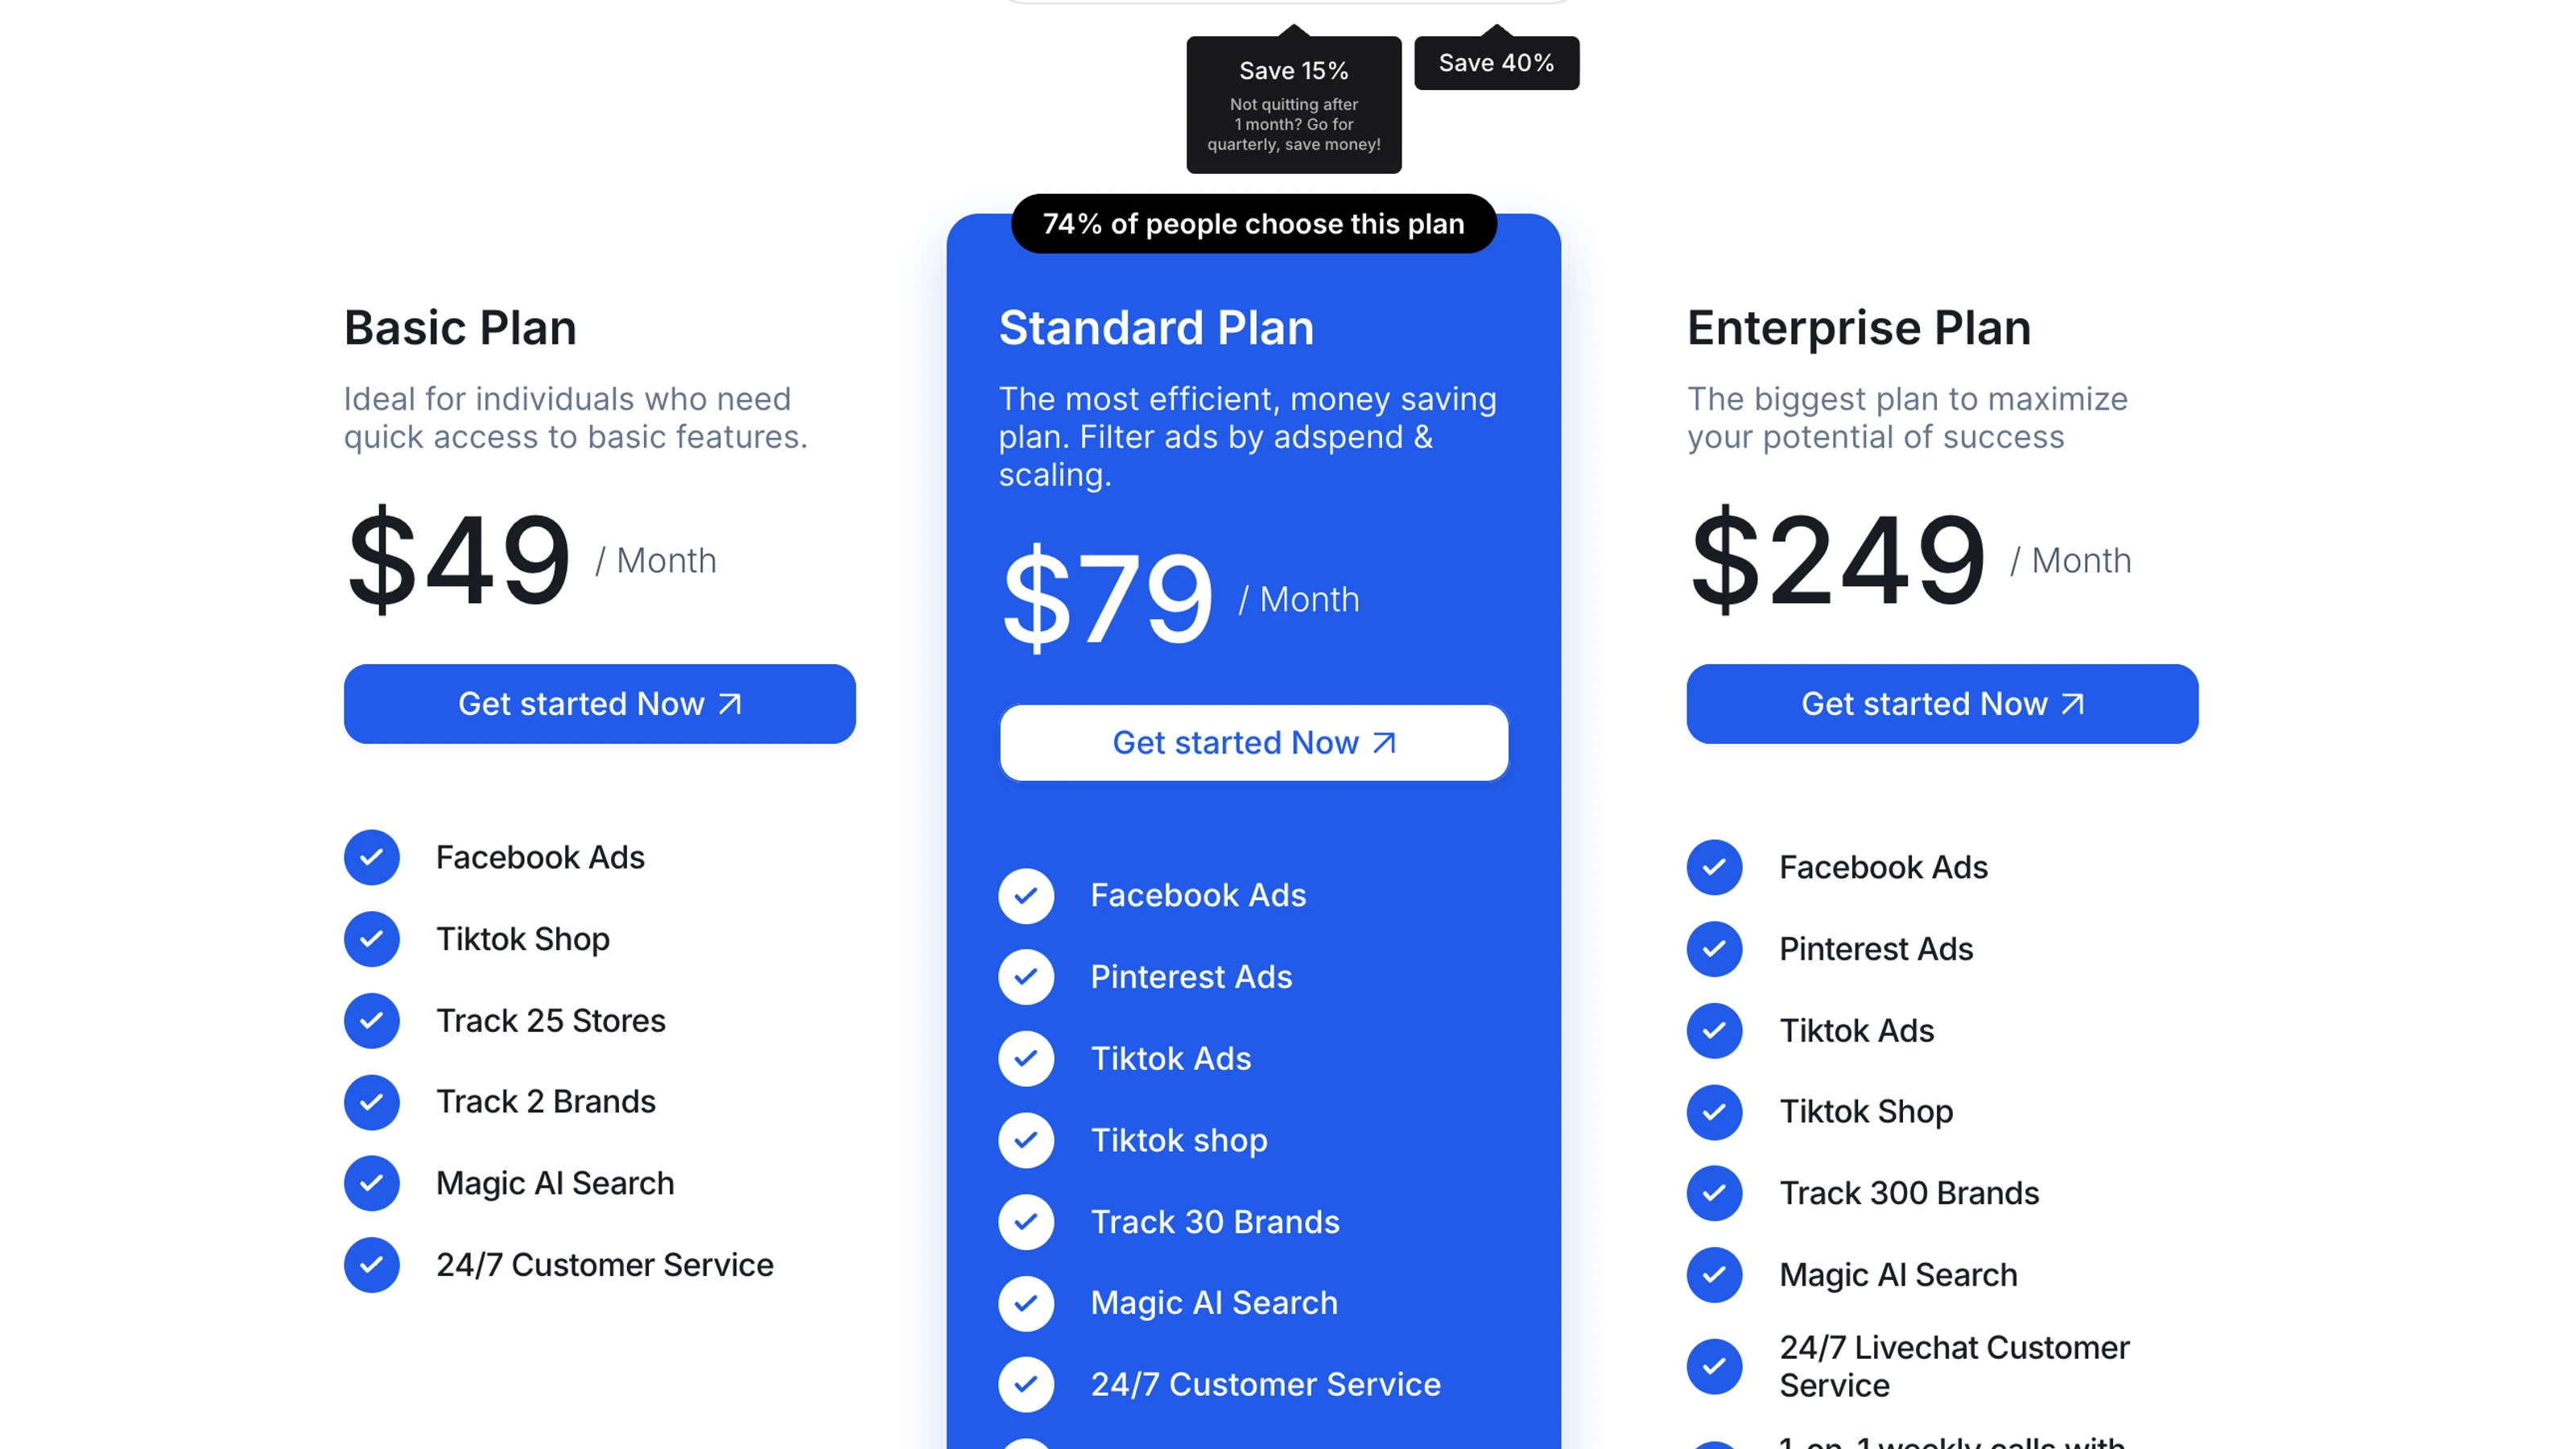 Save 15%
Not quitting after
1 month? Go for
quarterly, save money!
Save 40%
74% of people choose this plan
Basic Plan
Ideal for individuals who need
quick access to basic features.
$49 / Month
Get started Now
Facebook Ads
Tiktok Shop
Track 25 Stores
Track 2 Brands
Magic AI Search
24/7 Customer Service
Standard Plan
The most efficient, money saving
plan. Filter ads by adspend &
scaling.
$79 / Month
Get started Now
Facebook Ads
Pinterest Ads
Tiktok Ads
Tiktok shop
Track 30 Brands
Magic AI Search
24/7 Customer Service
Enterprise Plan
The biggest plan to maximize
your potential of success
$249 / Month
Get started Now
Facebook Ads
Pinterest Ads
Tiktok Ads
Tiktok Shop
Track 300 Brands
Magic AI Search
24/7 Livechat Customer
Service
1-on-1 weekly calls with